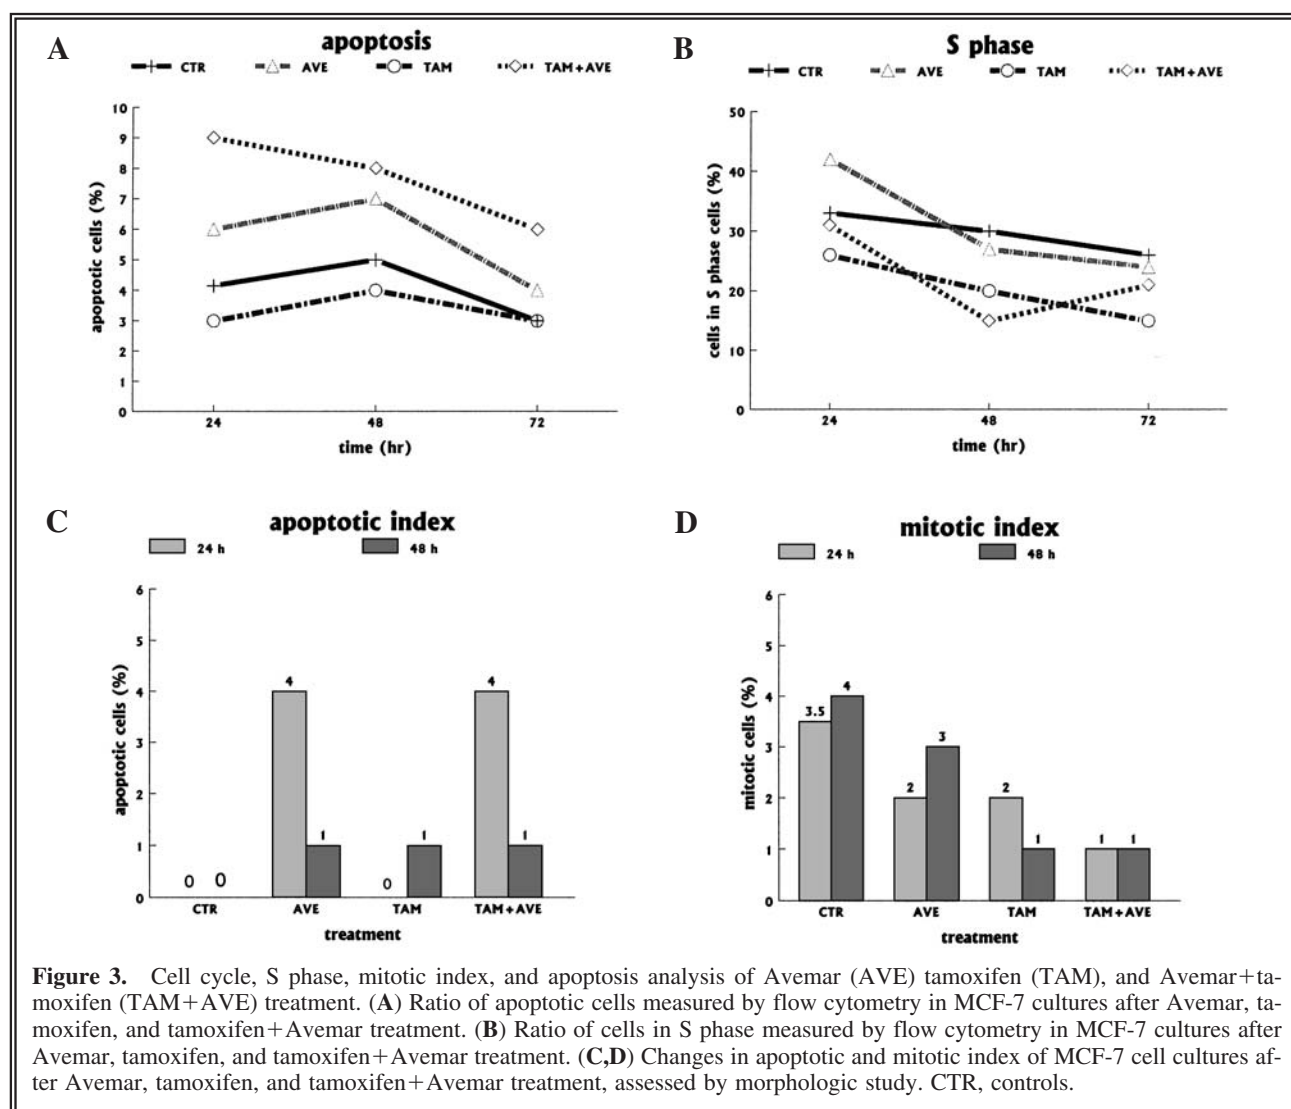 A
apoptosis
CTR AVE TAM TAM+AVE
10
9
8
7
6
5
4
3
2
1
0
apoptotic cells (%)
24 48 72
time (hr)
B
S phase
CTR AVE TAM TAM+AVE
50
40
30
20
10
0
cells in S phase cells (%)
24 48 72
time (hr)
C
apoptotic index
24 h 48 h
6
5
4
3
2
1
0
apoptotic cells (%)
0 0 4 1 0 1 4 1
CTR AVE TAM TAM+AVE
treatment
D
mitotic index
24 h 48 h
6
5
4
3
2
1
0
mitotic cells (%)
3.5 4 2 3 2 1 1 1
CTR AVE TAM TAM+AVE
treatment
Figure 3. Cell cycle, S phase, mitotic index, and apoptosis analysis of Avemar (AVE) tamoxifen (TAM), and Avemar+ta-
moxifen (TAM+AVE) treatment. (A) Ratio of apoptotic cells measured by flow cytometry in MCF-7 cultures after Avemar, ta-
moxifen, and tamoxifen+Avemar treatment. (B) Ratio of cells in S phase measured by flow cytometry in MCF-7 cultures after
Avemar, tamoxifen, and tamoxifen+Avemar treatment. (C,D) Changes in apoptotic and mitotic index of MCF-7 cell cultures af-
ter Avemar, tamoxifen, and tamoxifen+Avemar treatment, assessed by morphologic study. CTR, controls.